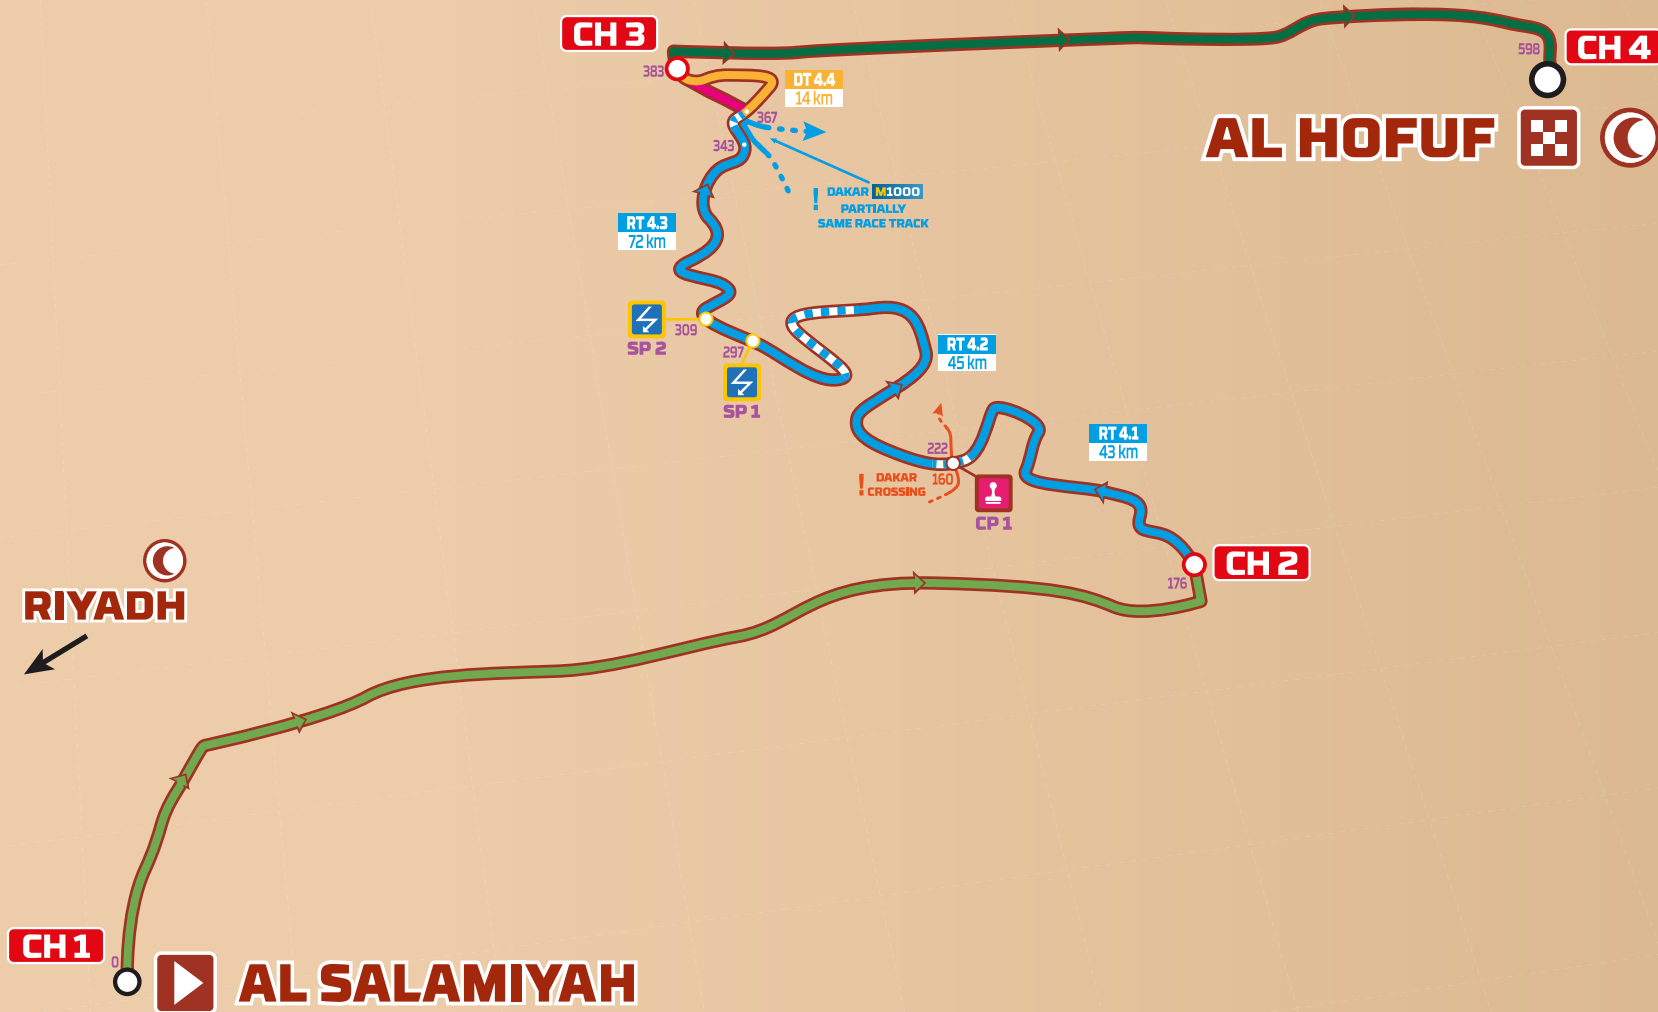 CH 3
CH 4
598
383
DT 4.4
14 km
367
AL HOFUF
343
DAKAR M1000
! PARTIALLY
SAME RACE TRACK
RT 4.3
72 km
SP 2
309
297
SP 1
RT 4.2
45 km
RT 4.1
43 km
222
! DAKAR
CROSSING
160
CP 1
CH 2
176
RIYADH
CH 1
0
AL SALAMIYAH